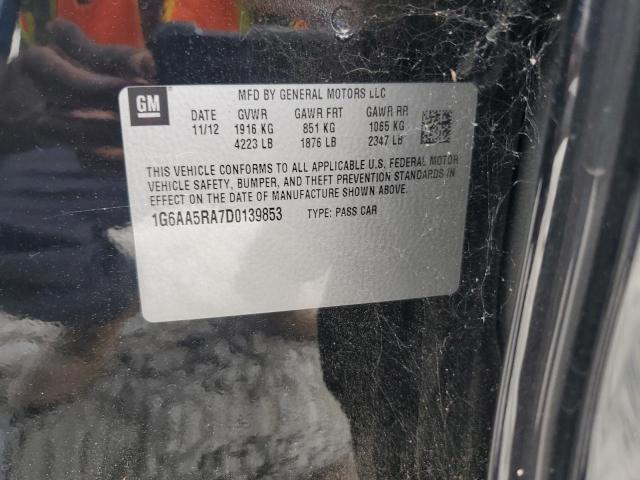 GM
MFD BY GENERAL MOTORS LLC
DATE GVWR GAWR FRT GAWR RR
11/12 1916 KG 851 KG 1065 KG
4223 LB 1876 LB 2347 LB
THIS VEHICLE CONFORMS TO ALL APPLICABLE U.S. FEDERAL MOTOR
VEHICLE SAFETY, BUMPER, AND THEFT PREVENTION STANDARDS IN
EFFECT ON THE DATE OF MANUFACTURE SHOWN ABOVE.
1G6AA5RA7D0139853 TYPE: PASS CAR